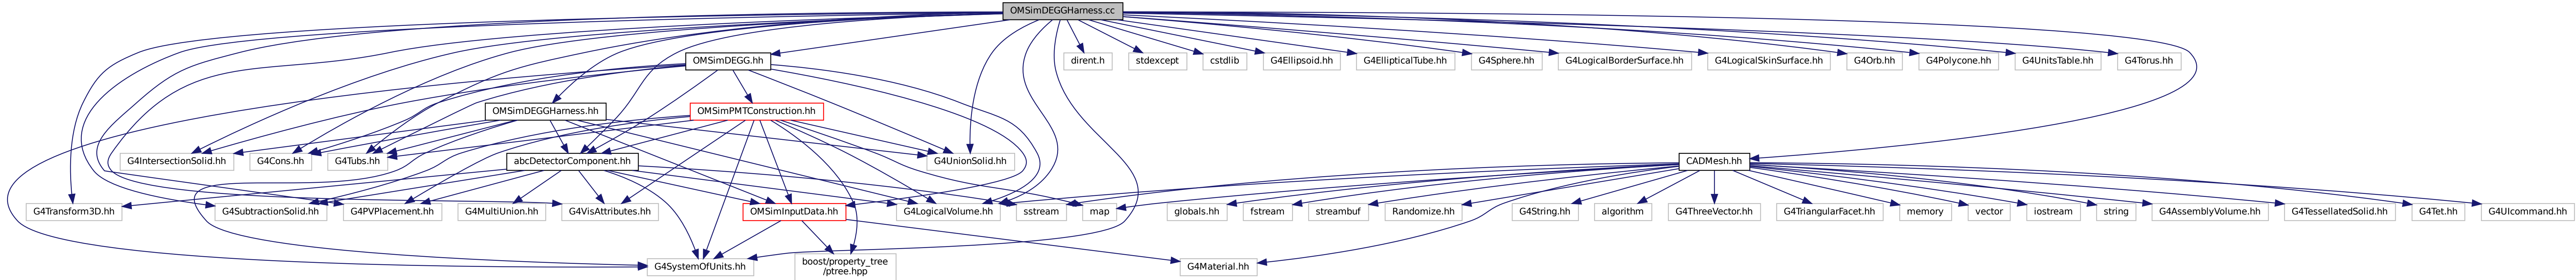 OMSimDEGGHarness.cc
OMSimDEGG.hh
dirent.h
stdexcept
cstdlib
G4Ellipsoid.hh
G4EllipticalTube.hh
G4Sphere.hh
G4LogicalBorderSurface.hh
G4LogicalSkinSurface.hh
G4Orb.hh
G4Polycone.hh
G4UnitsTable.hh
G4Torus.hh
OMSimDEGGHarness.hh
OMSimPMTConstruction.hh
G4IntersectionSolid.hh
G4Cons.hh
G4Tubs.hh
abcDetectorComponent.hh
G4UnionSolid.hh
CADMesh.hh
G4Transform3D.hh
G4SubtractionSolid.hh
G4PVPlacement.hh
G4MultiUnion.hh
G4VisAttributes.hh
OMSimInputData.hh
G4LogicalVolume.hh
sstream
map
globals.hh
fstream
streambuf
Randomize.hh
G4String.hh
algorithm
G4ThreeVector.hh
G4TriangularFacet.hh
memory
vector
iostream
string
G4AssemblyVolume.hh
G4TessellatedSolid.hh
G4Tet.hh
G4UIcommand.hh
G4SystemOfUnits.hh
boost/property_tree
/ptree.hpp
G4Material.hh